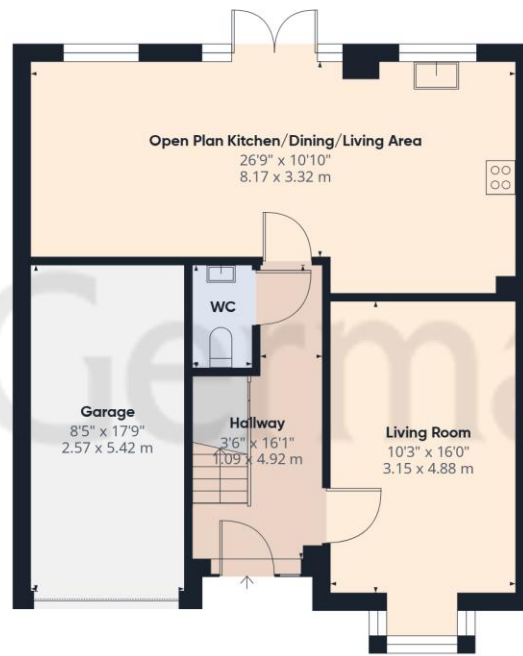 Open Plan Kitchen/Dining/Living Area
26'9" x 10'10"
8.17 x 3.32 m
WC
Garage
8'5" x 17'9"
2.57 x 5.42 m
Hallway
3'6" x 16'1"
1.09 x 4.92 m
Living Room
10'3" x 16'0"
3.15 x 4.88 m
Germa